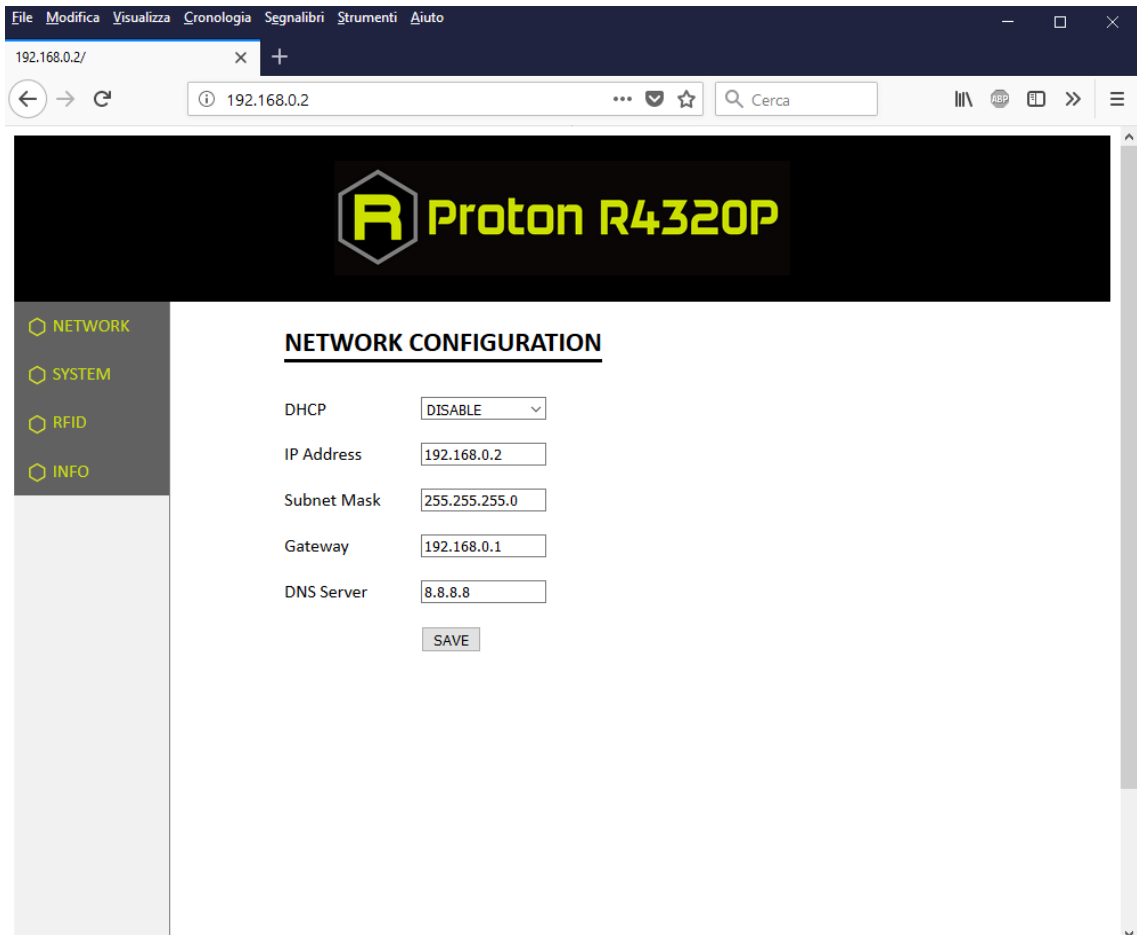 File Modifica Visualizza Cronologia Segnalibri Strumenti Aiuto
192.168.0.2/
192.168.0.2
Cerca
ABP
R Proton R4320P
NETWORK
SYSTEM
RFID
INFO
NETWORK CONFIGURATION
DHCP DISABLE
IP Address 192.168.0.2
Subnet Mask 255.255.255.0
Gateway 192.168.0.1
DNS Server 8.8.8.8
SAVE